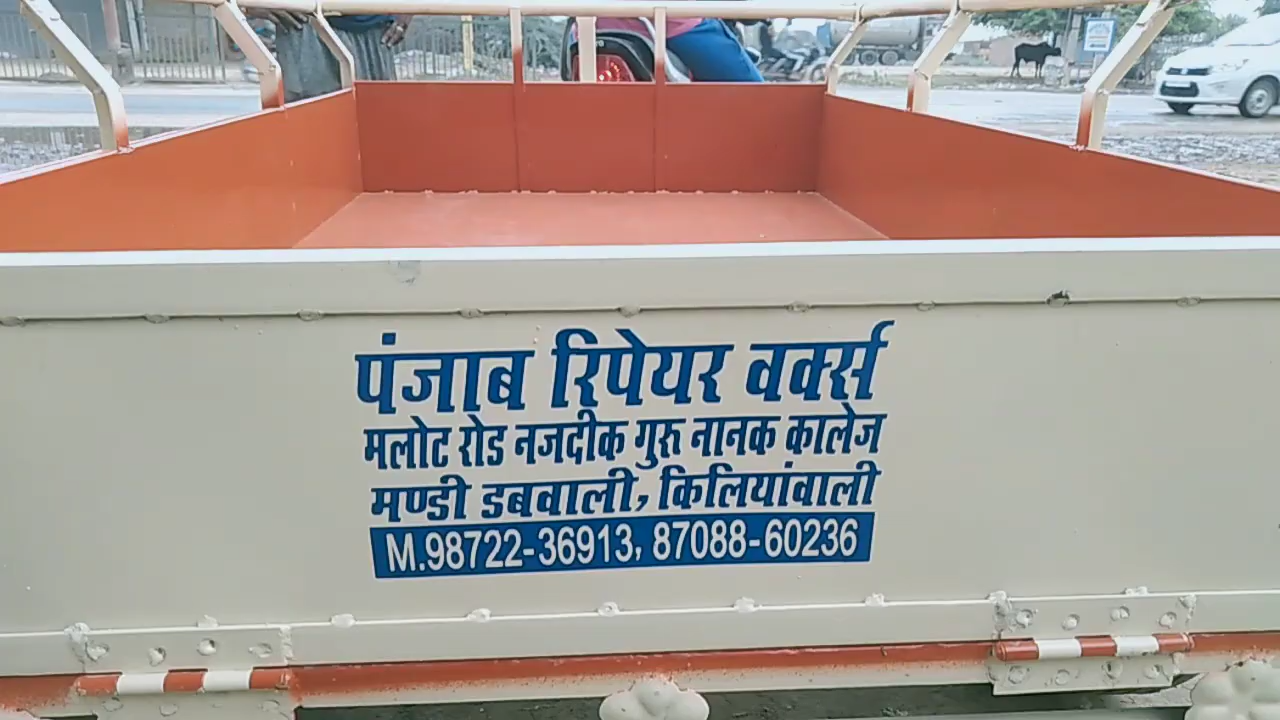 पंजाब रिपेयर वर्क्स
मलोट रोड नजदीक गुरू नानक कालेज
मण्डी डबवाली, किलियांवाली
M.98722-36913, 87088-60236